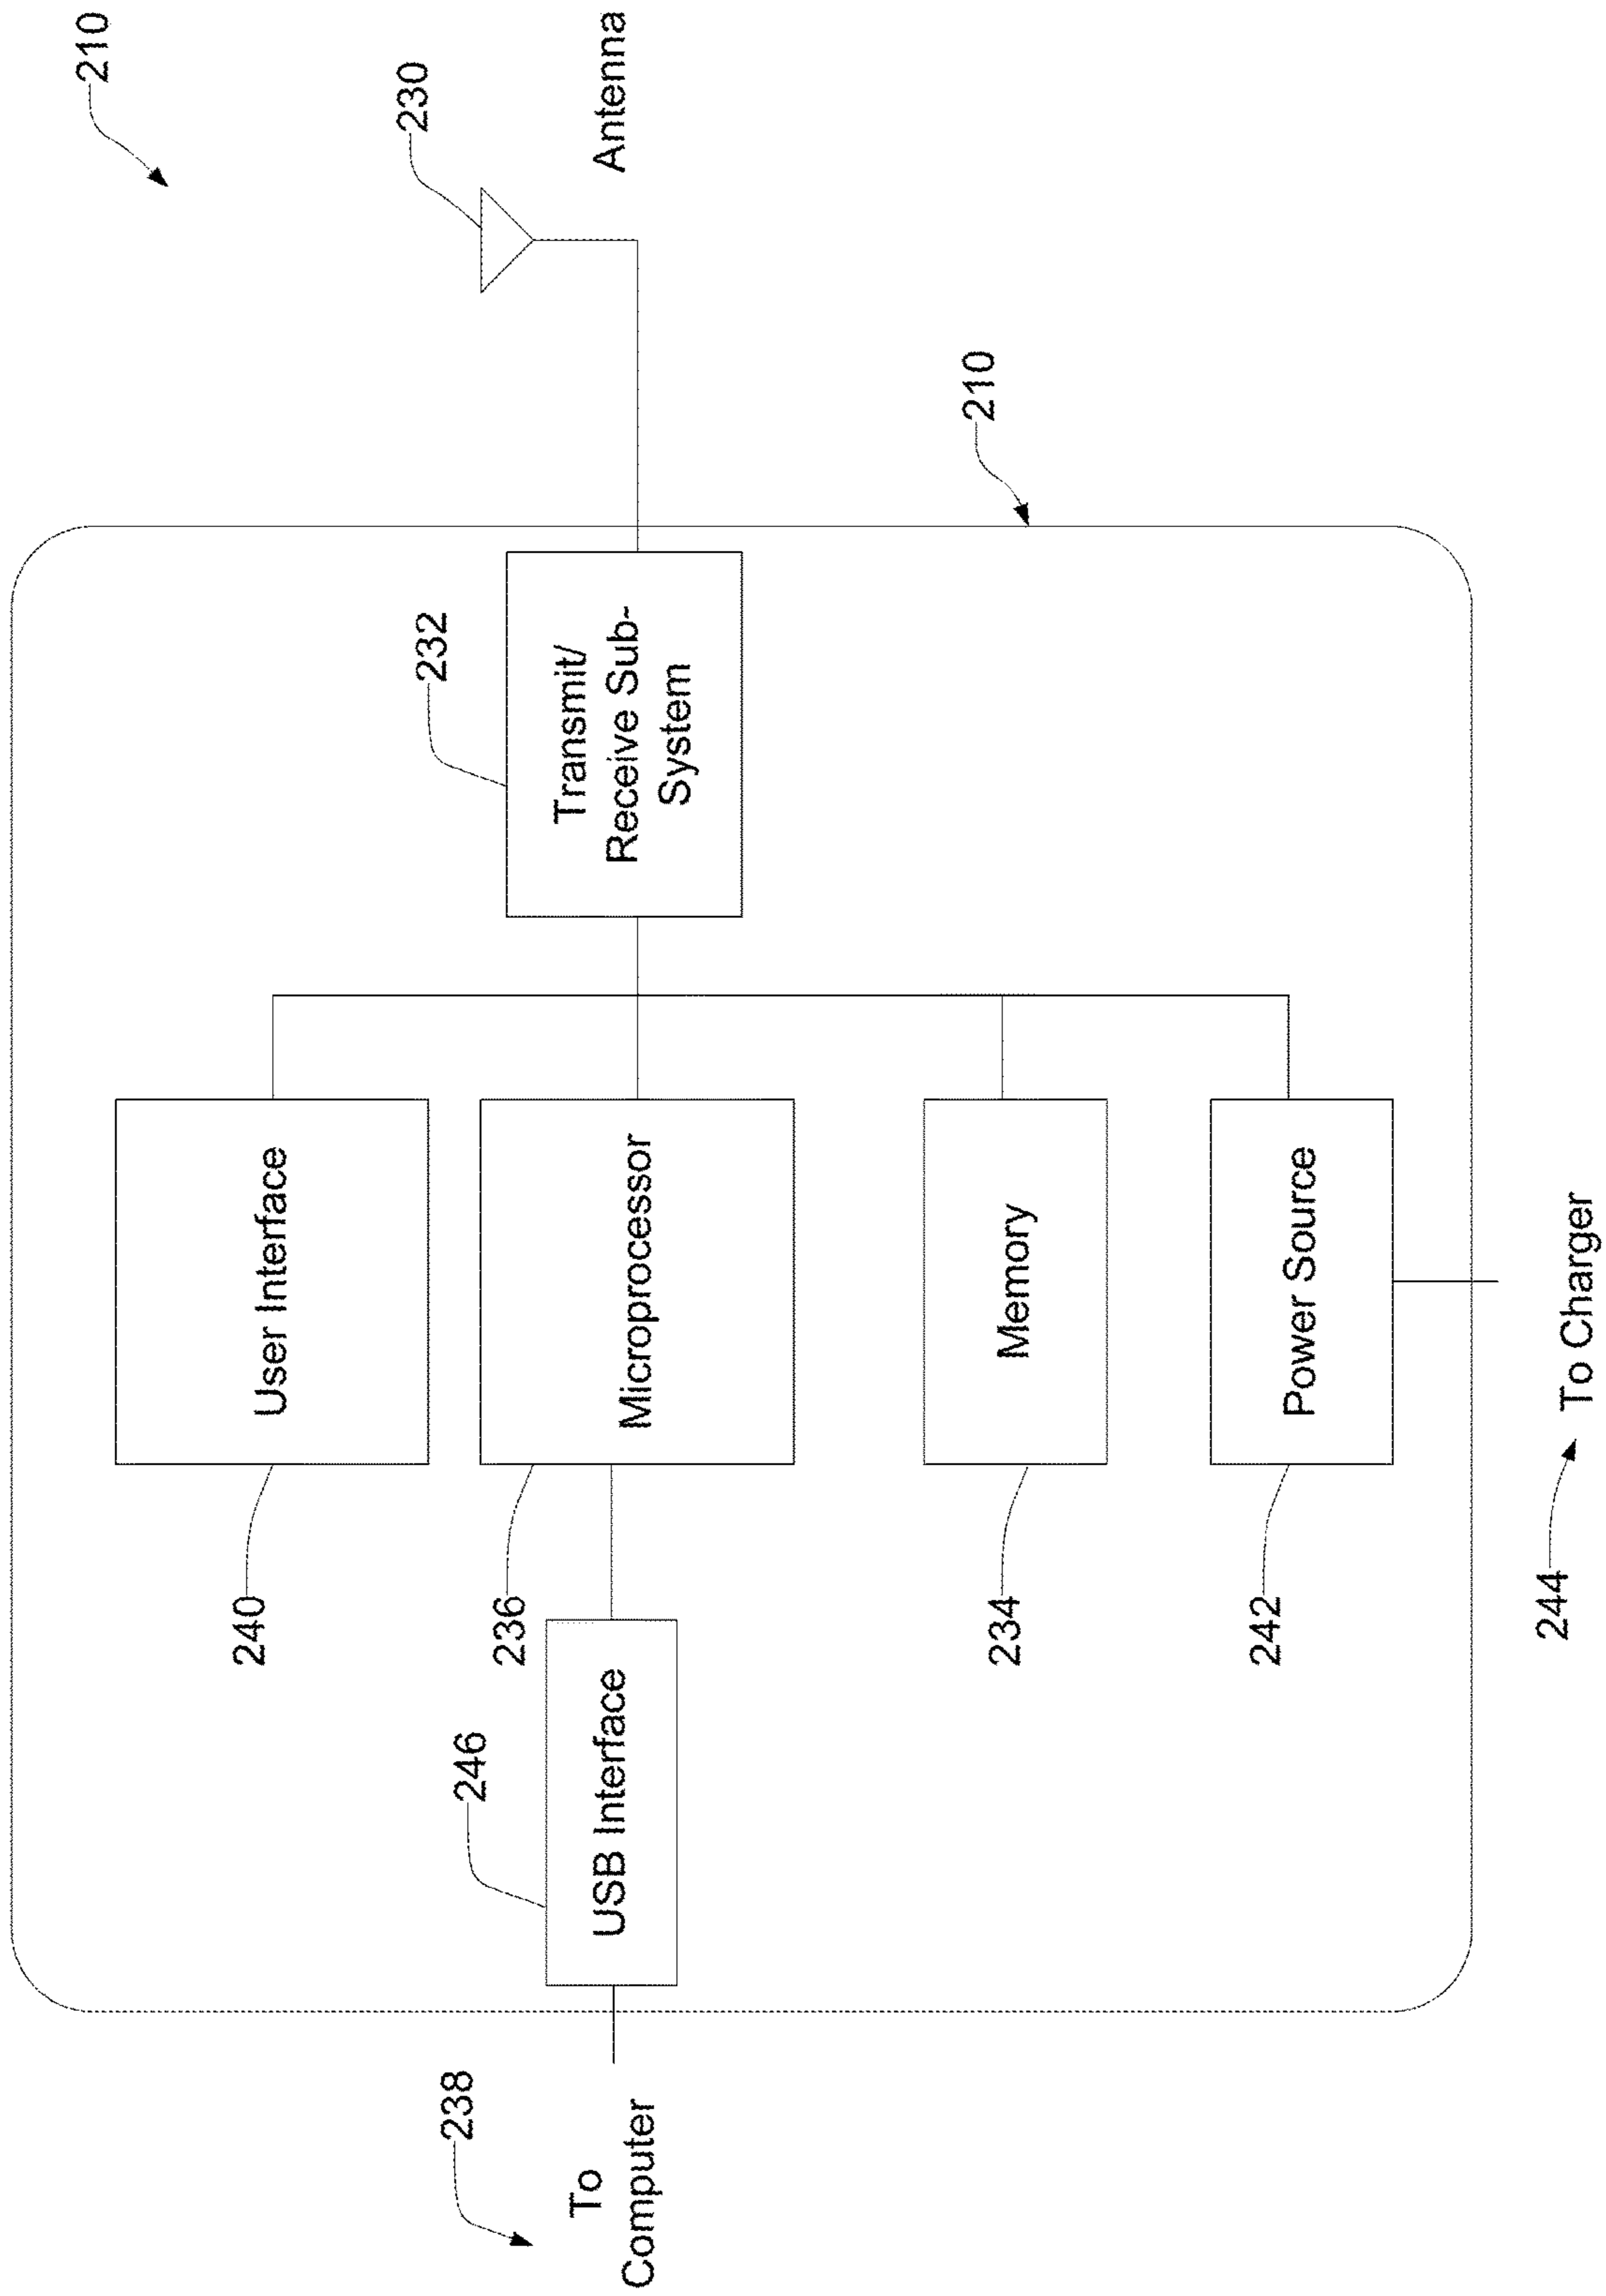 210
230
Antenna
210
232
Transmit/
Receive Sub-
System
User Interface
240
Microprocessor
236
Memory
234
Power Source
242
244
To Charger
246
USB Interface
238
To
Computer